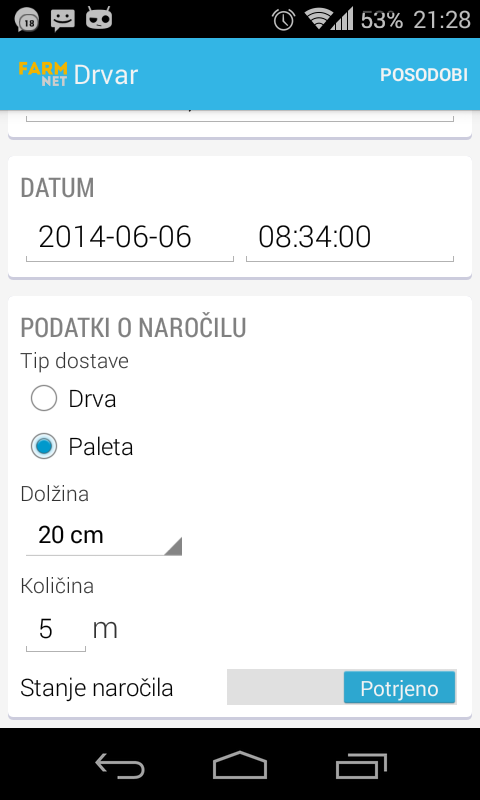 18 53% 21:28
FARM
NET
Drvar POSODOBI
DATUM
2014-06-06 08:34:00
PODATKI O NAROČILU
Tip dostave
Drva
Paleta
Dolžina
20 cm
Količina
5 m
Stanje naročila Potrjeno